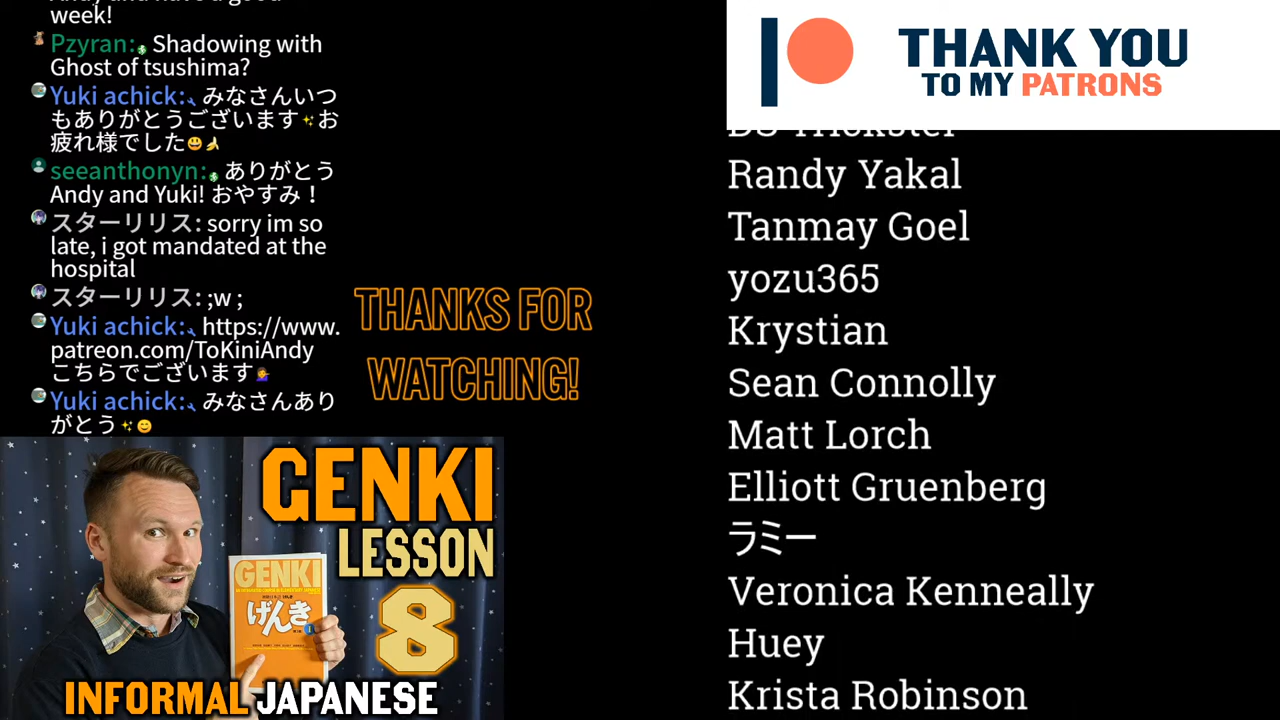 week!
Pzyran: Shadowing with
Ghost of tsushima?
Yuki achick: みなさんいつ
もありがとうございます✨お
疲れ様でした😃🍌
seeanthonyn: ありがとう
Andy and Yuki! おやすみ！
スターリリス: sorry im so
late, i got mandated at the
hospital
スターリリス: ;w ;
Yuki achick: https://www.
patreon.com/ToKiniAndy
こちらでございます💁‍♀️
Yuki achick: みなさんあり
がとう✨😊
THANKS FOR
WATCHING!
GENKI
LESSON
8
GENKI
げんき
INFORMAL JAPANESE
THANK YOU
TO MY PATRONS
Randy Yakal
Tanmay Goel
yozu365
Krystian
Sean Connolly
Matt Lorch
Elliott Gruenberg
ラミー
Veronica Kenneally
Huey
Krista Robinson